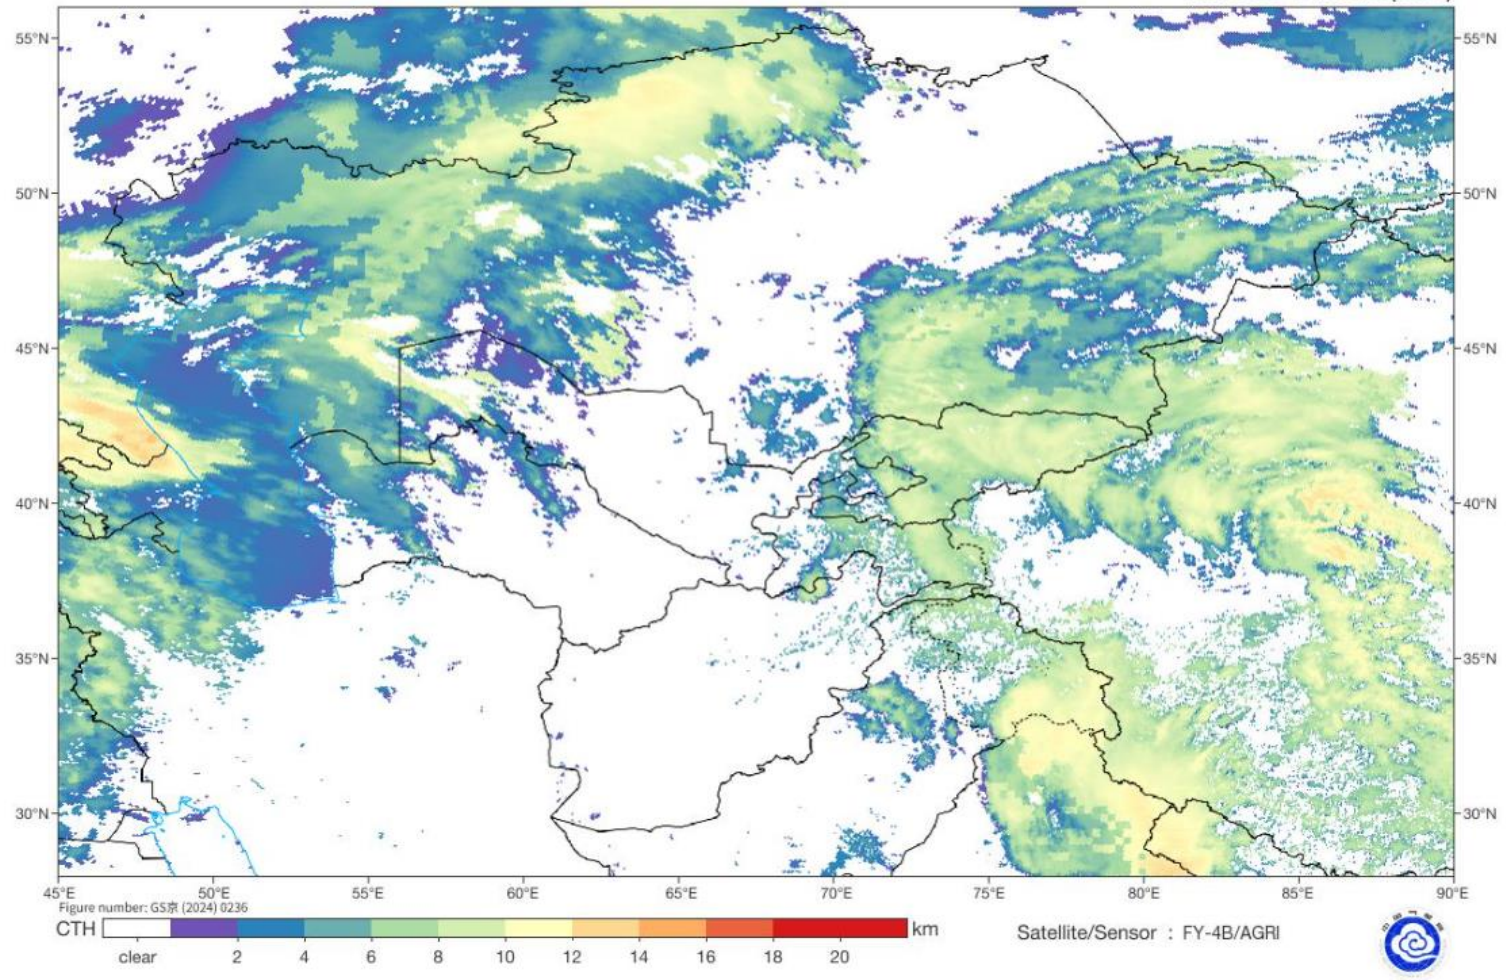 55°N 55°N
50°N 50°N
45°N 45°N
40°N 40°N
35°N 35°N
30°N 30°N
45°E 50°E 55°E 60°E 65°E 70°E 75°E 80°E 85°E 90°E
Figure number: GS京 (2024) 0236
CTH km Satellite/Sensor : FY-4B/AGRI
clear 2 4 6 8 10 12 14 16 18 20